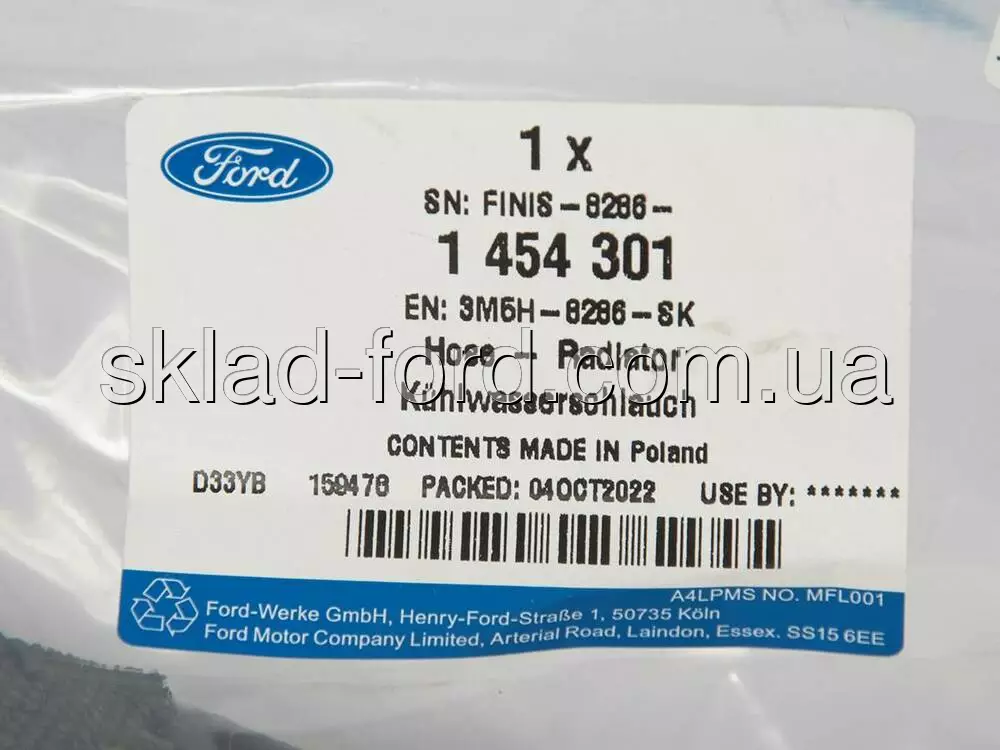 Ford
1 x
SN: FINIS-8286-
1 454 301
EN: 3M5H-8286-SK
Hose - Radiator
sklad-ford.com.ua
Kühlwasserschlauch
CONTENTS MADE IN Poland
D33YB 159476 PACKED: 04OCT2022 USE BY: *******
A4LPMS NO. MFL001
Ford-Werke GmbH, Henry-Ford-Straße 1, 50735 Köln
Ford Motor Company Limited, Arterial Road, Laindon, Essex. SS15 6EE